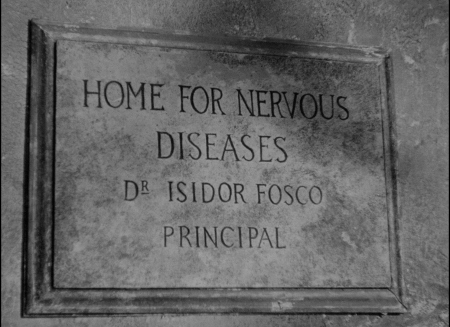 HOME FOR NERVOUS
DISEASES
DR ISIDOR FOSCO
PRINCIPAL